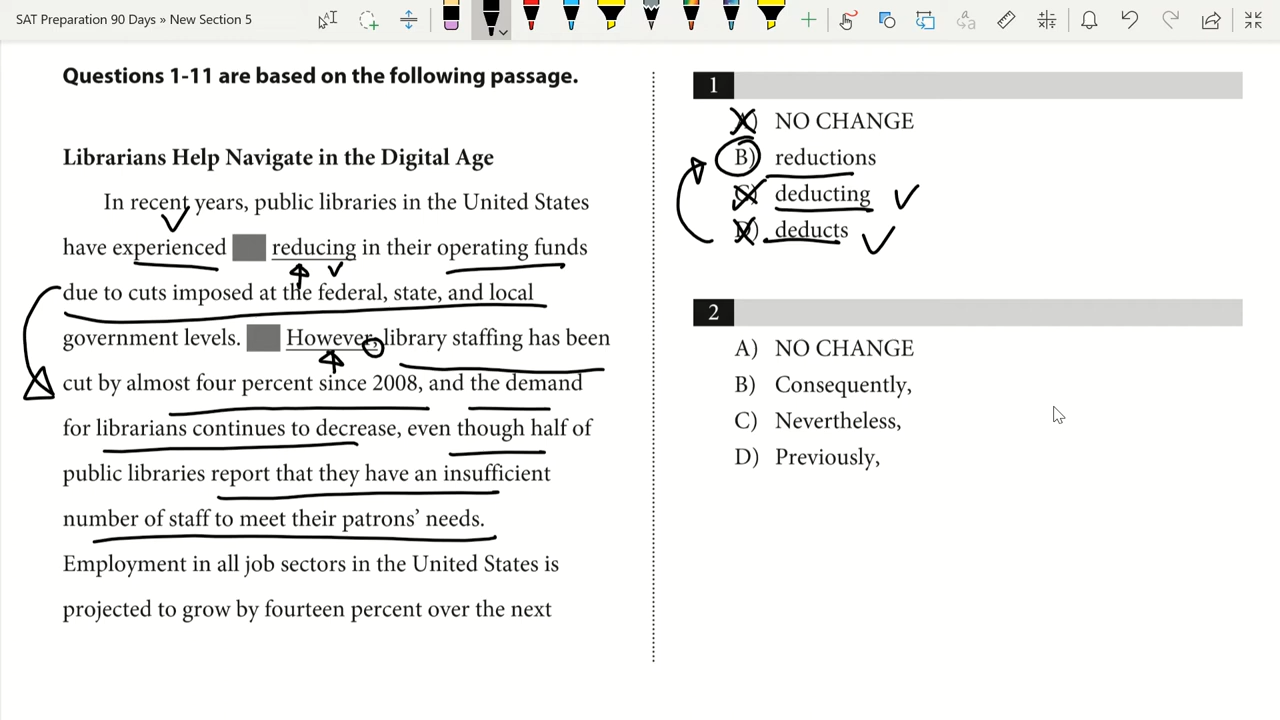 SAT Preparation 90 Days » New Section 5
Questions 1-11 are based on the following passage.
Librarians Help Navigate in the Digital Age
In recent years, public libraries in the United States
have experienced reducing in their operating funds
due to cuts imposed at the federal, state, and local
government levels. However, library staffing has been
cut by almost four percent since 2008, and the demand
for librarians continues to decrease, even though half of
public libraries report that they have an insufficient
number of staff to meet their patrons’ needs.
Employment in all job sectors in the United States is
projected to grow by fourteen percent over the next
1
A) NO CHANGE
B) reductions
C) deducting
D) deducts
2
A) NO CHANGE
B) Consequently,
C) Nevertheless,
D) Previously,